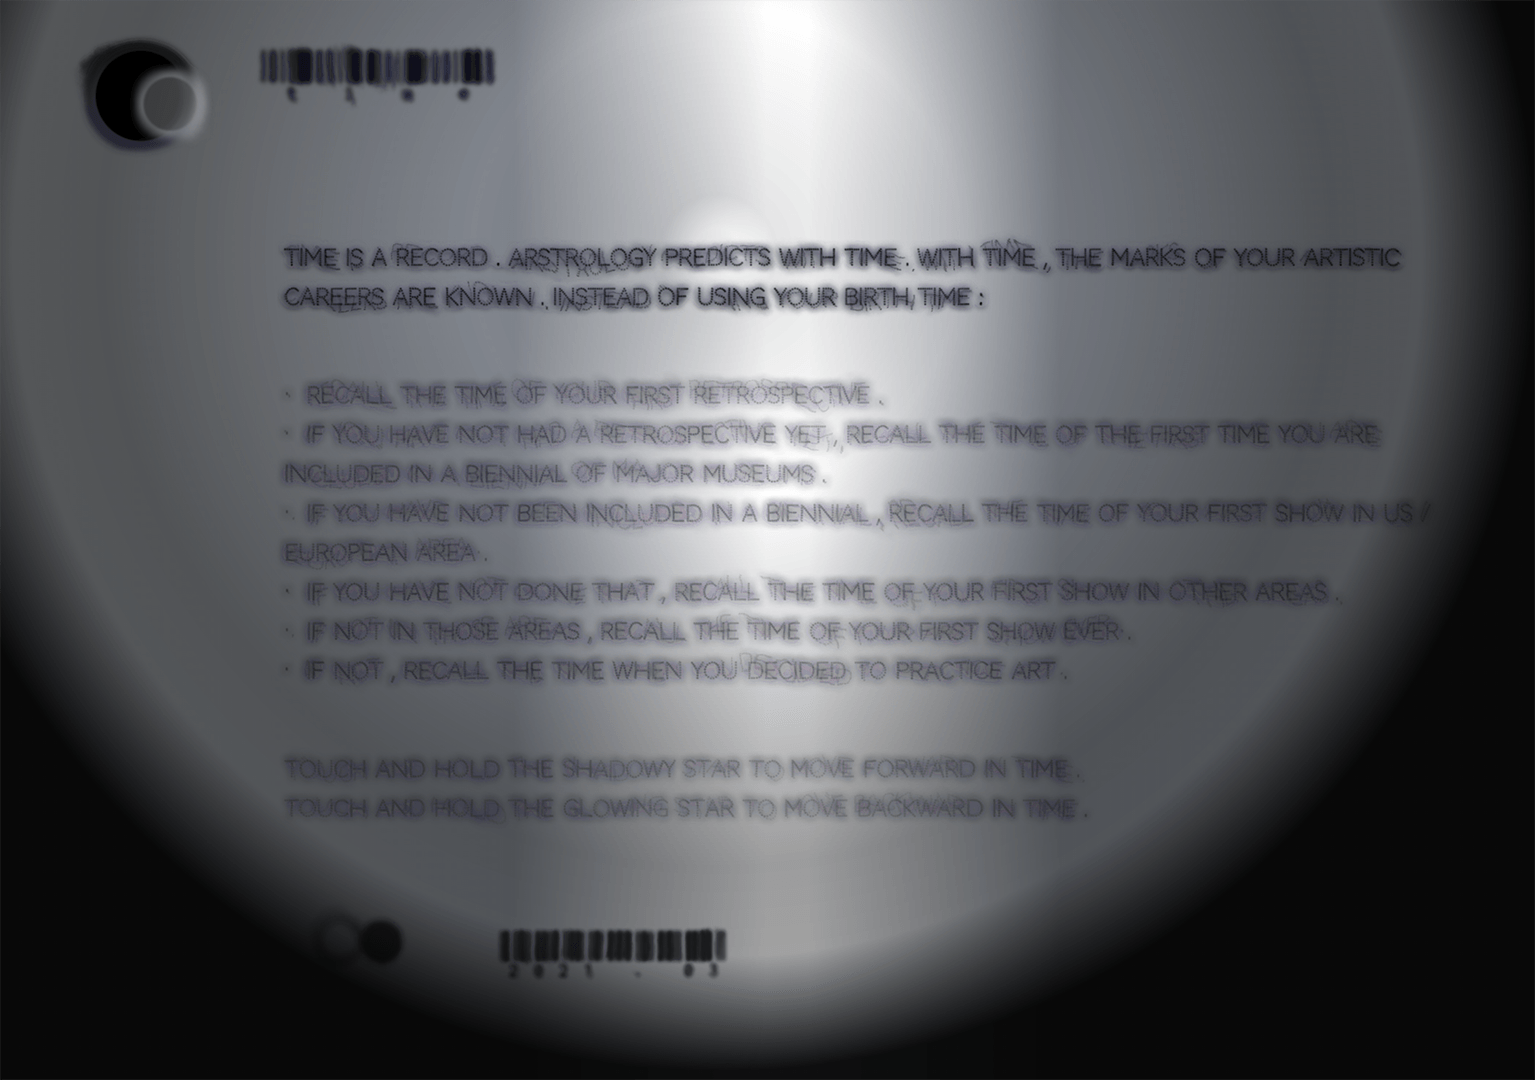 TIME IS A RECORD . ARSTROLOGY PREDICTS WITH TIME . WITH TIME , THE MARKS OF YOUR ARTISTIC
CAREERS ARE KNOWN . INSTEAD OF USING YOUR BIRTH TIME :
· RECALL THE TIME OF YOUR FIRST RETROSPECTIVE .
· IF YOU HAVE NOT HAD A RETROSPECTIVE YET , RECALL THE TIME OF THE FIRST TIME YOU ARE
INCLUDED IN A BIENNIAL OF MAJOR MUSEUMS .
· IF YOU HAVE NOT BEEN INCLUDED IN A BIENNIAL , RECALL THE TIME OF YOUR FIRST SHOW IN US /
EUROPEAN AREA .
· IF YOU HAVE NOT DONE THAT , RECALL THE TIME OF YOUR FIRST SHOW IN OTHER AREAS .
· IF NOT IN THOSE AREAS , RECALL THE TIME OF YOUR FIRST SHOW EVER .
· IF NOT , RECALL THE TIME WHEN YOU DECIDED TO PRACTICE ART .
TOUCH AND HOLD THE SHADOWY STAR TO MOVE FORWARD IN TIME .
TOUCH AND HOLD THE GLOWING STAR TO MOVE BACKWARD IN TIME .
2021 . 03